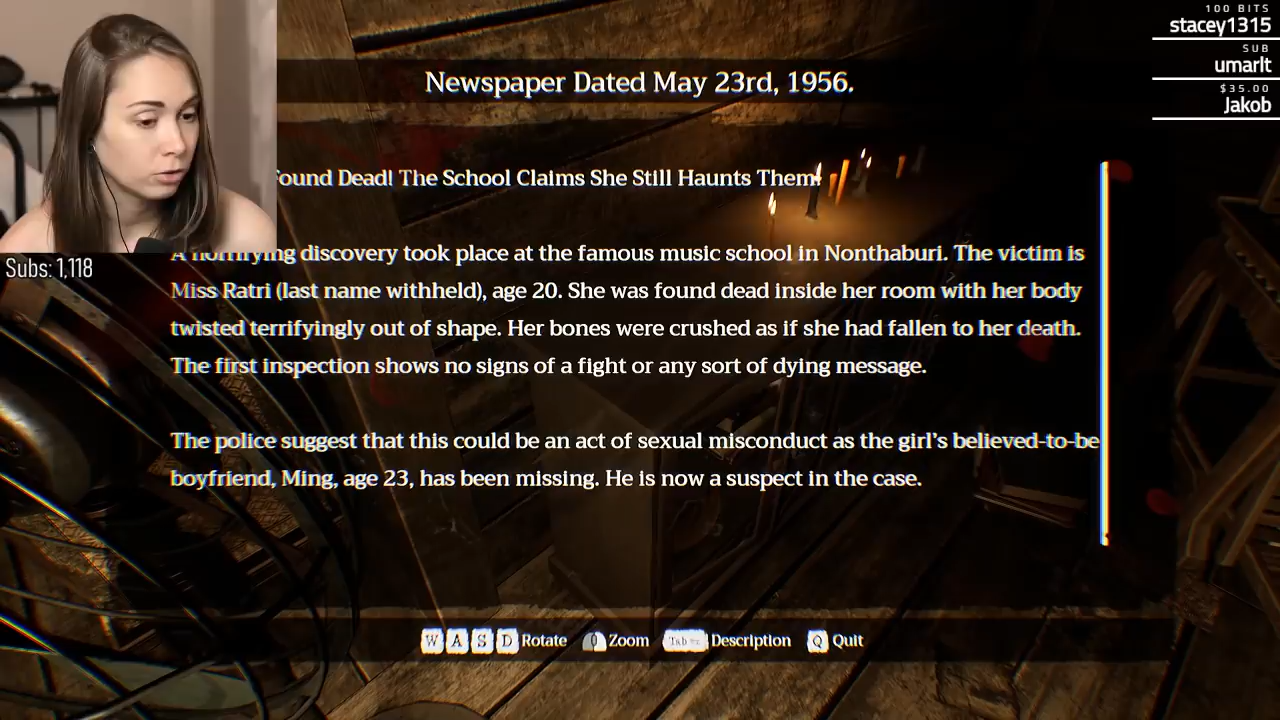 100 BITS
stacey1315
SUB
umarlt
$35.00
Jakob
Newspaper Dated May 23rd, 1956.
Found Dead! The School Claims She Still Haunts Them!
A horrifying discovery took place at the famous music school in Nonthaburi. The victim is
Miss Ratri (last name withheld), age 20. She was found dead inside her room with her body
twisted terrifyingly out of shape. Her bones were crushed as if she had fallen to her death.
The first inspection shows no signs of a fight or any sort of dying message.
The police suggest that this could be an act of sexual misconduct as the girl's believed-to-be
boyfriend, Ming, age 23, has been missing. He is now a suspect in the case.
Subs: 1,118
W A S D Rotate Zoom Tab Description Q Quit